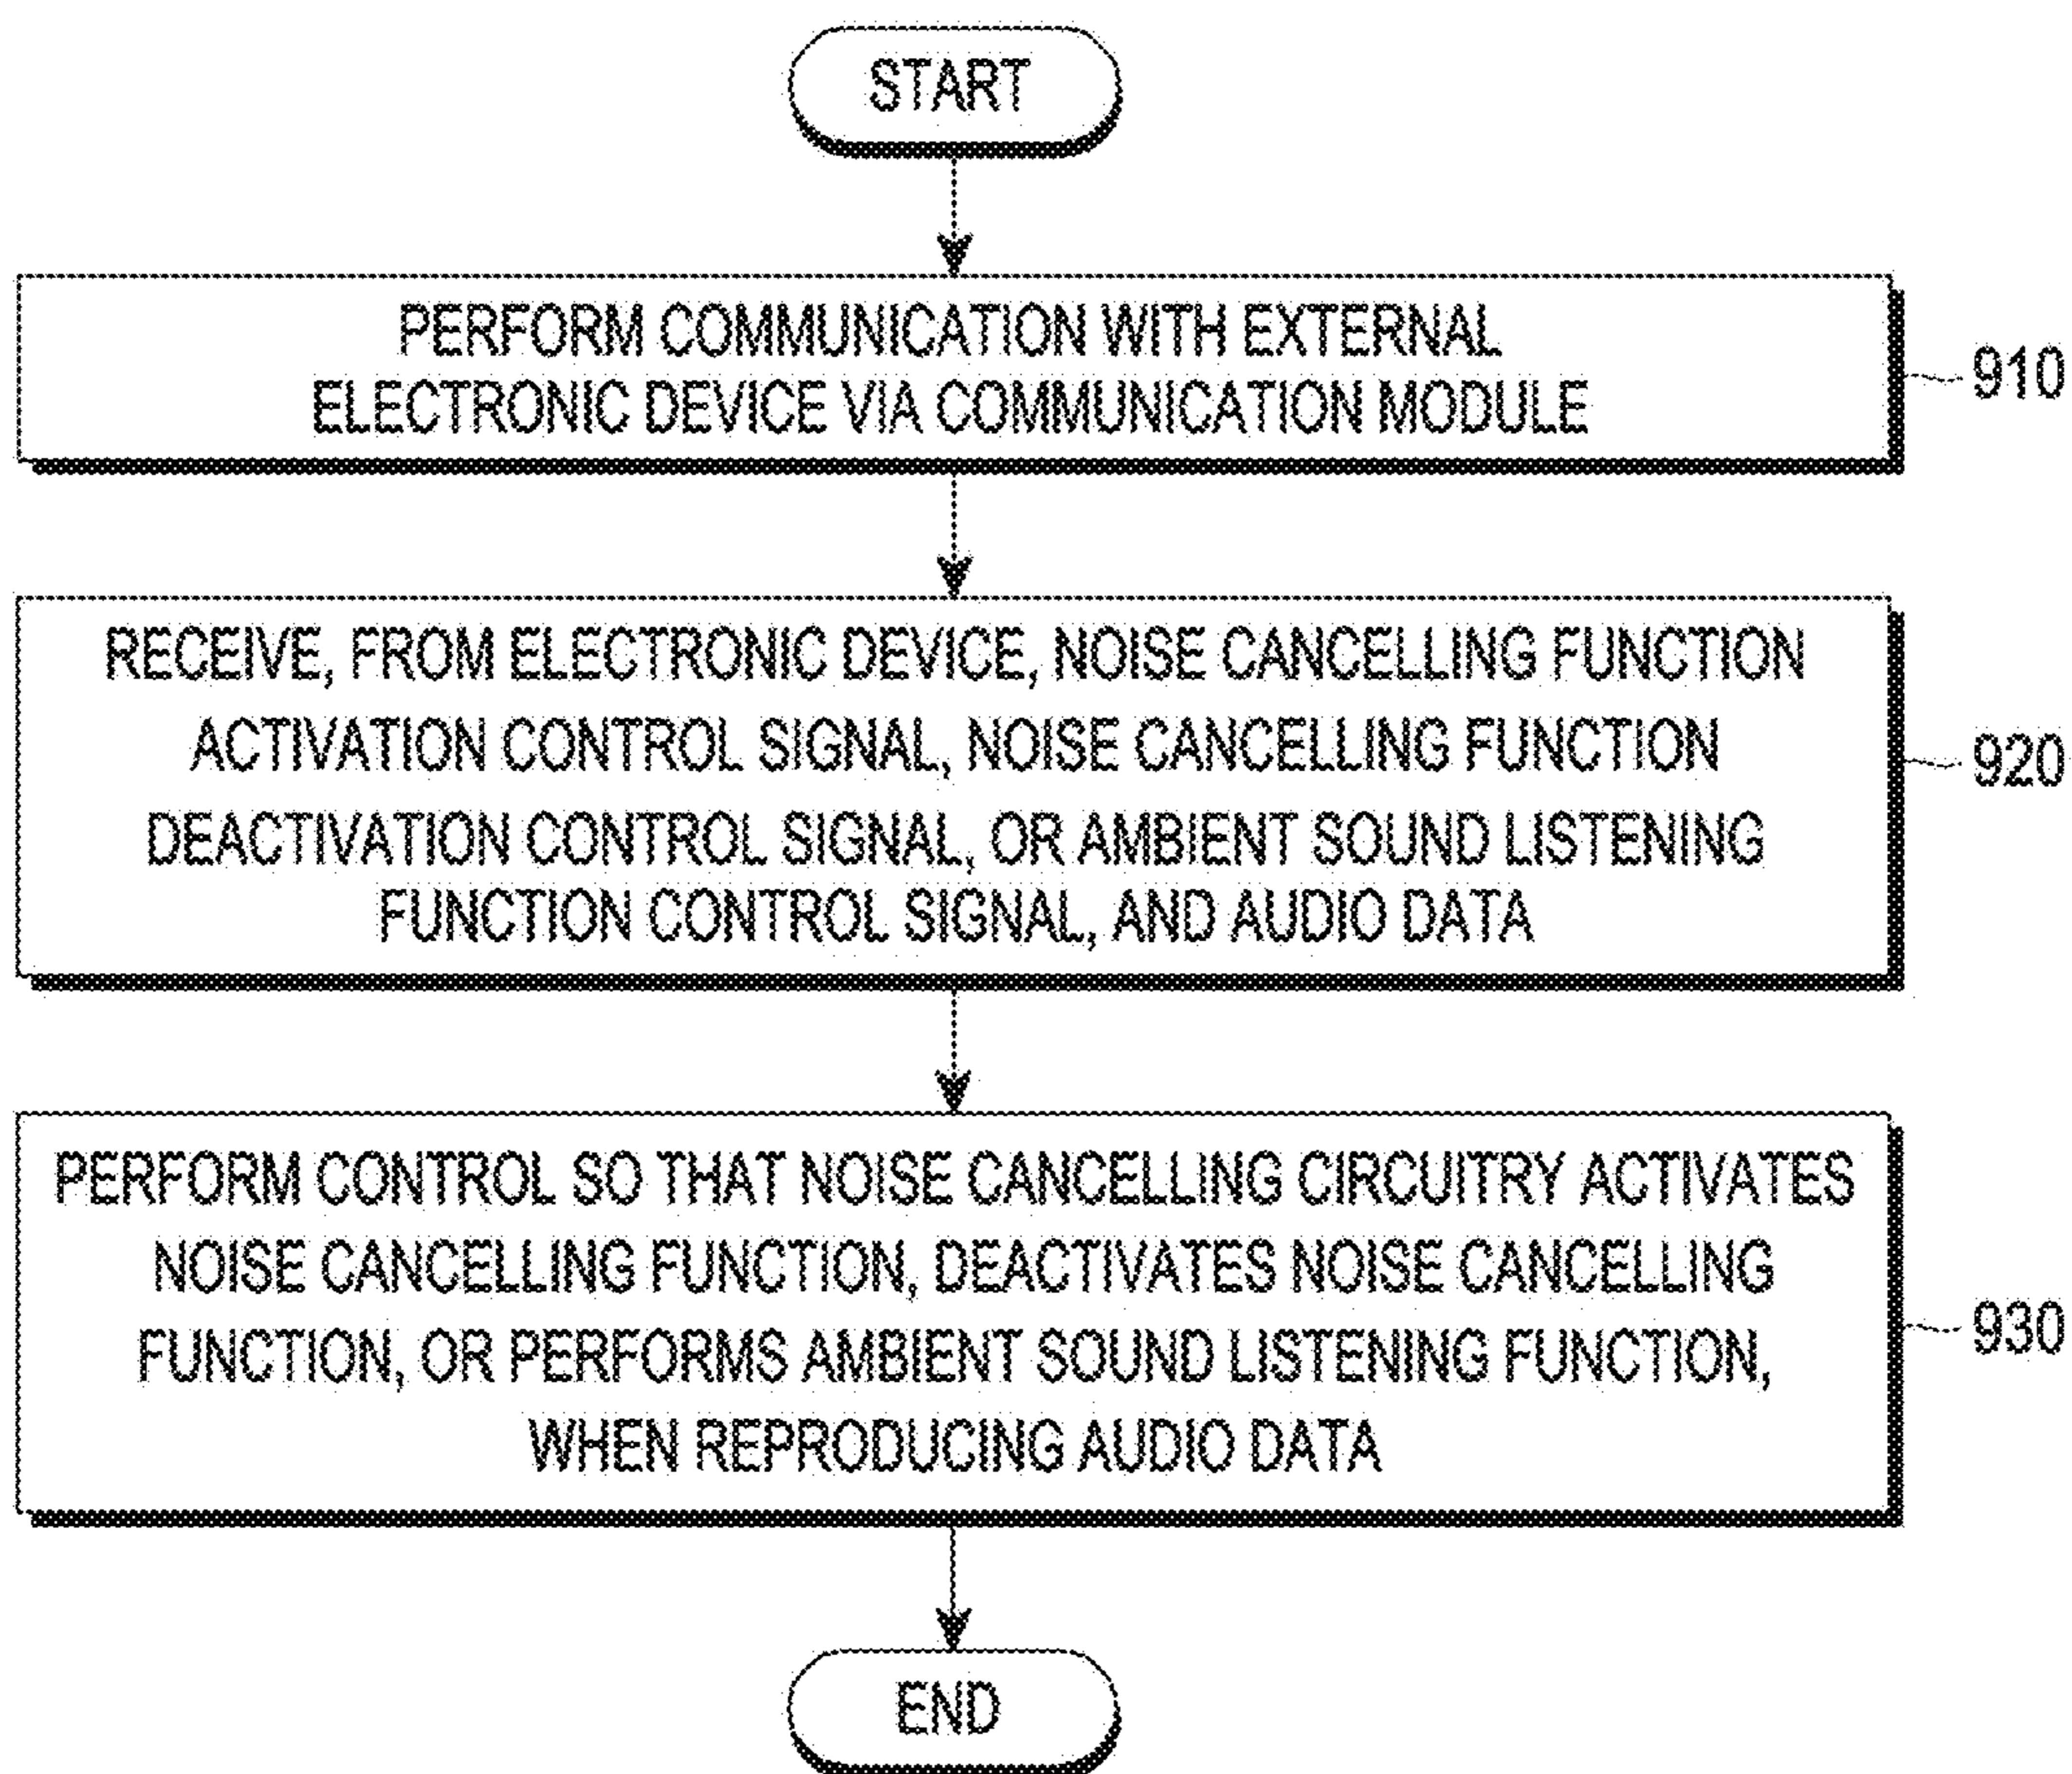 START
PERFORM COMMUNICATION WITH EXTERNAL
ELECTRONIC DEVICE VIA COMMUNICATION MODULE
910
RECEIVE, FROM ELECTRONIC DEVICE, NOISE CANCELLING FUNCTION
ACTIVATION CONTROL SIGNAL, NOISE CANCELLING FUNCTION
DEACTIVATION CONTROL SIGNAL, OR AMBIENT SOUND LISTENING
FUNCTION CONTROL SIGNAL, AND AUDIO DATA
920
PERFORM CONTROL SO THAT NOISE CANCELLING CIRCUITRY ACTIVATES
NOISE CANCELLING FUNCTION, DEACTIVATES NOISE CANCELLING
FUNCTION, OR PERFORMS AMBIENT SOUND LISTENING FUNCTION,
WHEN REPRODUCING AUDIO DATA
930
END